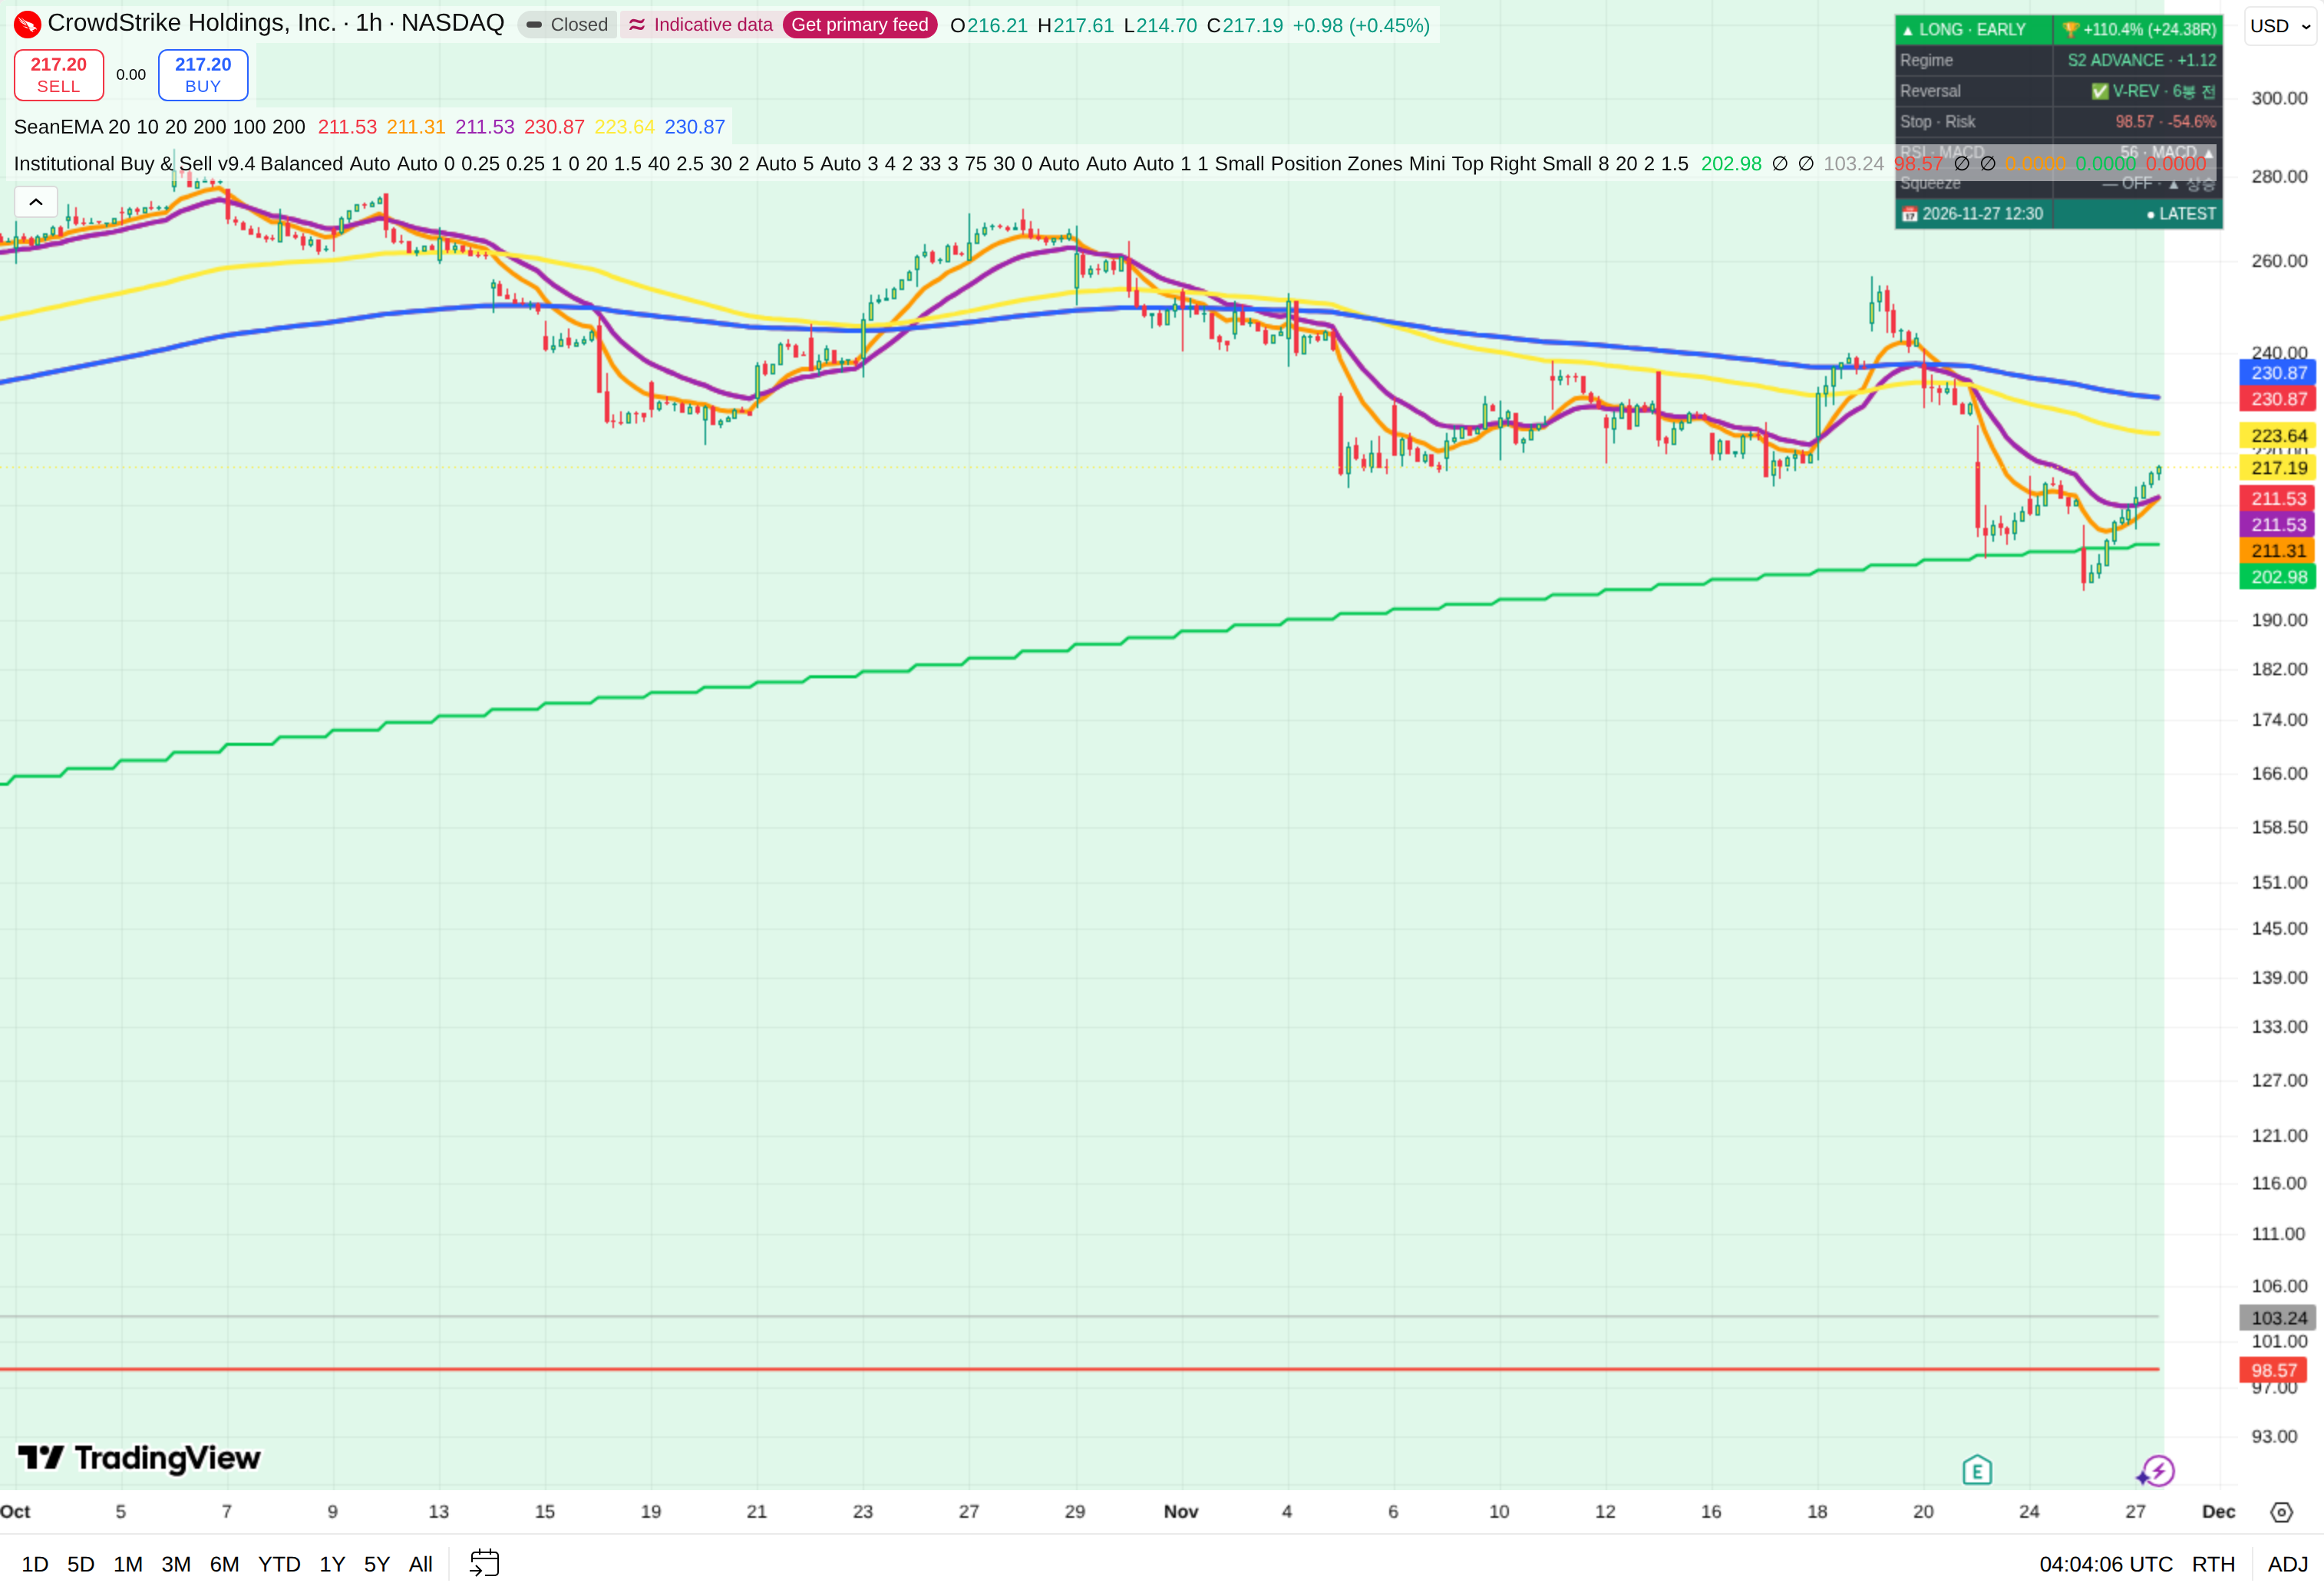 CrowdStrike Holdings, Inc. · 1h · NASDAQ Closed Indicative data Get primary feed O216.21 H217.61 L214.70 C217.19 +0.98 (+0.45%)
217.20 SELL 0.00 217.20 BUY
SeanEMA 20 10 20 200 100 200 211.53 211.31 211.53 230.87 223.64 230.87
Institutional Buy & Sell v9.4 Balanced Auto Auto 0 0.25 0.25 1 0 20 1.5 40 2.5 30 2 Auto 5 Auto 3 4 2 33 3 75 30 0 Auto Auto Auto 1 1 Small Position Zones Mini Top Right Small 8 20 2 1.5 202.98 ∅ ∅ 103.24 98.57 ∅ ∅ 0.0000 0.0000 0.0000
▲ LONG · EARLY 🏆 +110.4% (+24.38R)
Regime S2 ADVANCE · +1.12
Reversal ✅ V-REV · 6봉 전
Stop · Risk 98.57 · -54.6%
RSI · MACD 56 · MACD ▲
Squeeze — OFF · ▲ 상승
📅 2026-11-27 12:30 ● LATEST
USD
300.00
280.00
260.00
240.00
230.87
230.87
223.64
220.00
217.19
211.53
211.53
211.31
202.98
190.00
182.00
174.00
166.00
158.50
151.00
145.00
139.00
133.00
127.00
121.00
116.00
111.00
106.00
103.24
101.00
98.57
97.00
93.00
TradingView
E
Oct 5 7 9 13 15 19 21 23 27 29 Nov 4 6 10 12 16 18 20 24 27 Dec
1D 5D 1M 3M 6M YTD 1Y 5Y All 04:04:06 UTC RTH ADJ